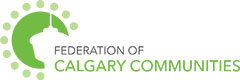 FEDERATION OF
CALGARY COMMUNITIES